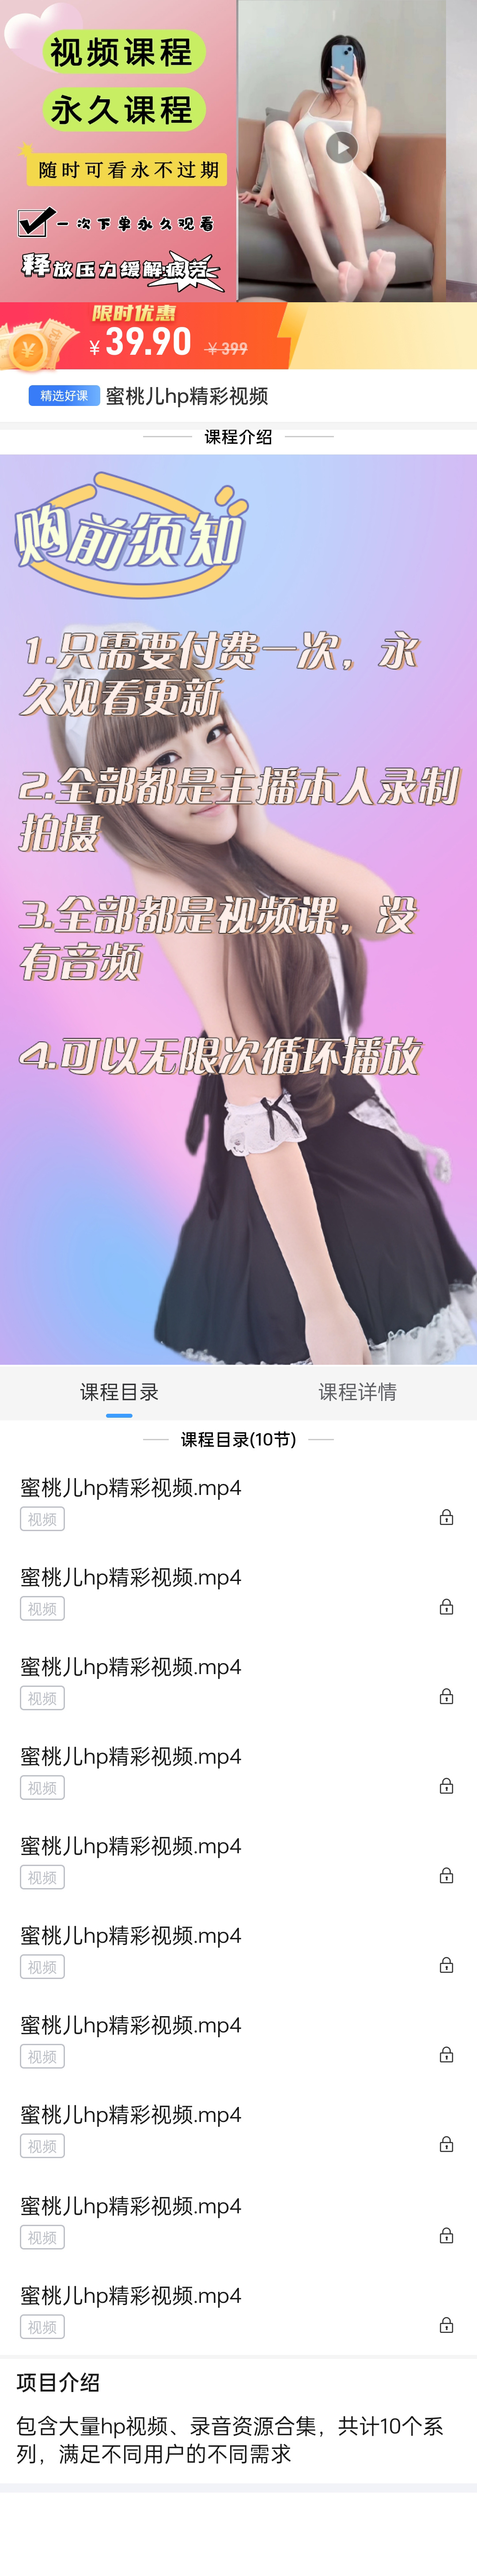 视频课程
永久课程
随时可看永不过期
一次下单永久观看
释放压力缓解疲劳
限时优惠
¥39.90 ¥399
精选好课 蜜桃儿hp精彩视频
课程介绍
购前须知
1.只需要付费一次，永
久观看更新
2.全部都是主播本人录制
拍摄
3.全部都是视频课，没
有音频
4.可以无限次循环播放
课程目录 课程详情
课程目录(10节)
蜜桃儿hp精彩视频.mp4
视频
蜜桃儿hp精彩视频.mp4
视频
蜜桃儿hp精彩视频.mp4
视频
蜜桃儿hp精彩视频.mp4
视频
蜜桃儿hp精彩视频.mp4
视频
蜜桃儿hp精彩视频.mp4
视频
蜜桃儿hp精彩视频.mp4
视频
蜜桃儿hp精彩视频.mp4
视频
蜜桃儿hp精彩视频.mp4
视频
蜜桃儿hp精彩视频.mp4
视频
项目介绍
包含大量hp视频、录音资源合集，共计10个系
列，满足不同用户的不同需求